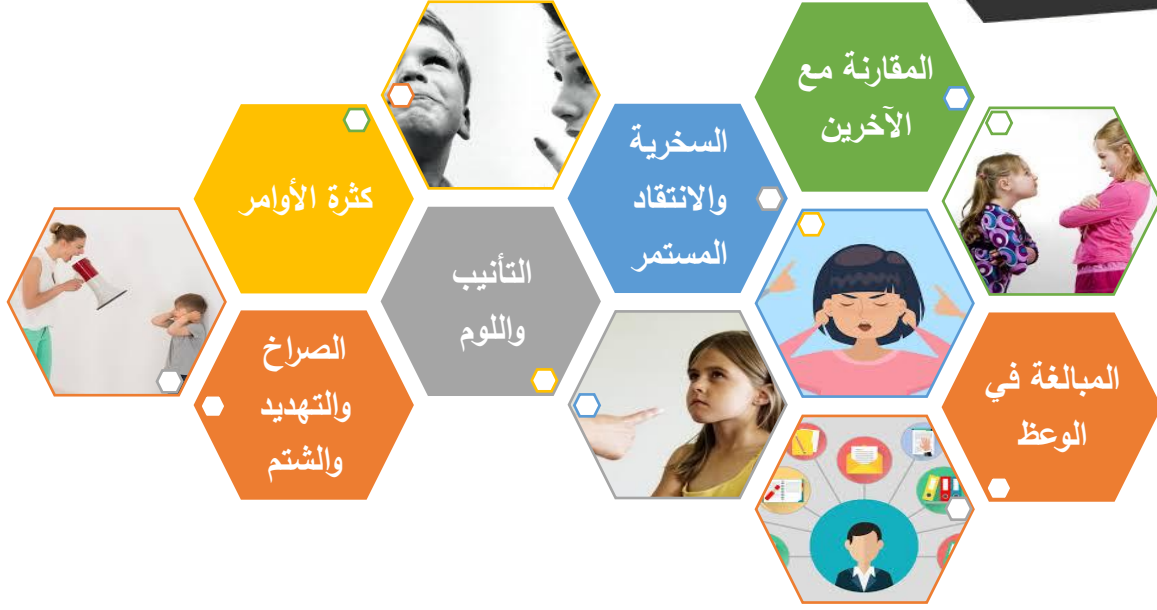 المقارنة مع
الآخرين
السخرية
والانتقاد
المستمر
كثرة الأوامر
التأنيب
واللوم
الصراخ
والتهديد
والشتم
المبالغة في
الوعظ